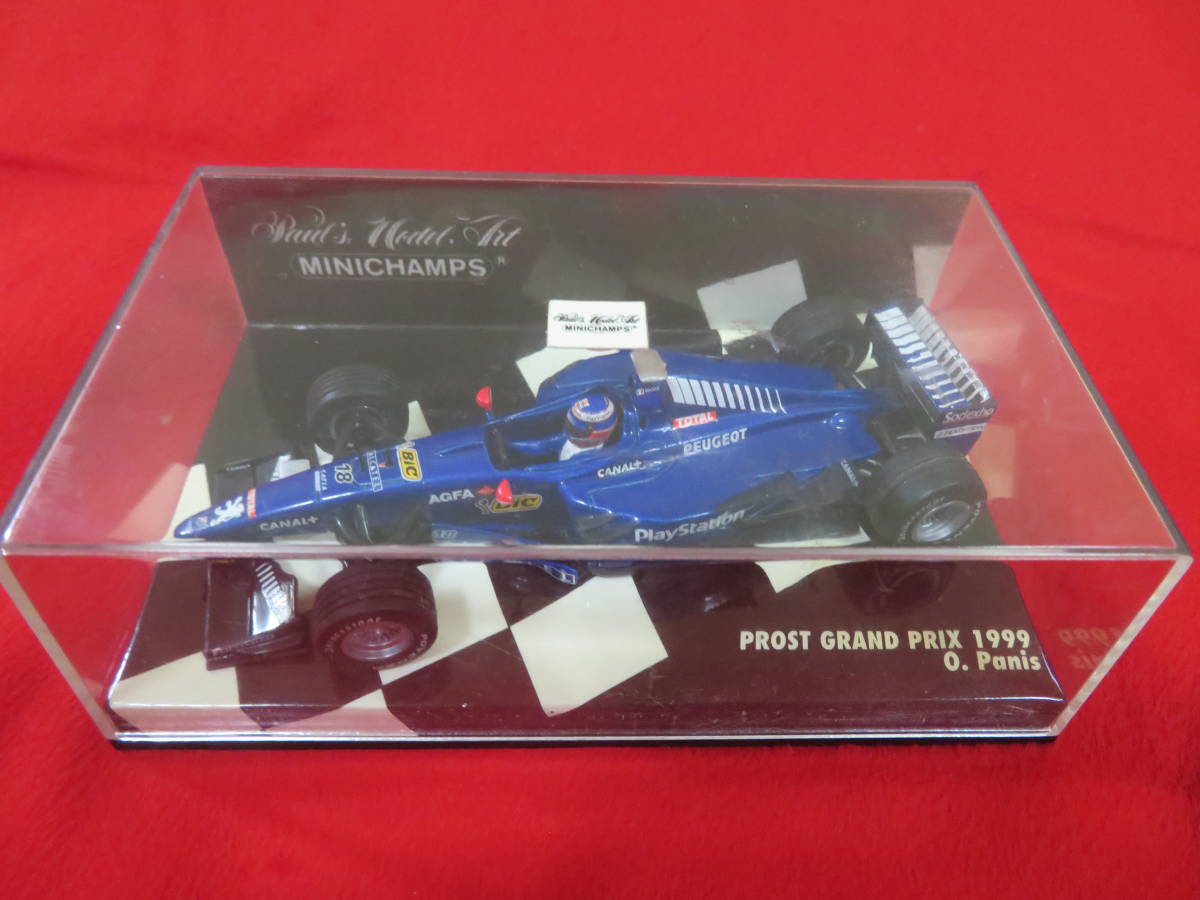 Paul's Model Art
MINICHAMPS
Paul's Model Art
MINICHAMPS
TOTAL
PEUGEOT
CANAL+
Sodexho
BIC
18
ALCATEL
AGFA
BIC
CANAL+
PlayStation
PROST GRAND PRIX 1999
O. Panis